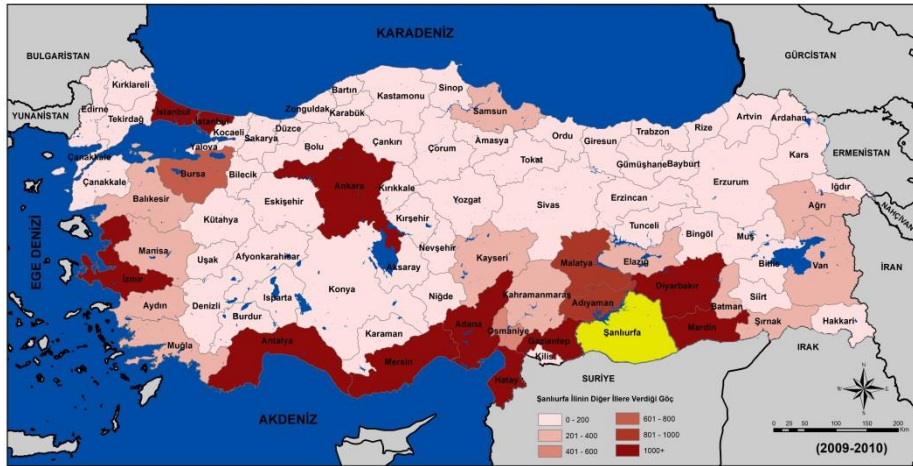 KARADENİZ
BULGARİSTAN
GÜRCİSTAN
YUNANİSTAN
ERMENİSTAN
NAHÇIVAN
İRAN
IRAK
SURİYE
AKDENİZ
EGE DENİZİ
Kırklareli
Edirne
Tekirdağ
İstanbul
İstanbul
Kocaeli
Yalova
Sakarya
Düzce
Zonguldak
Bartın
Karabük
Kastamonu
Sinop
Samsun
Bolu
Çankırı
Çorum
Amasya
Ordu
Giresun
Trabzon
Rize
Artvin
Ardahan
Kars
Çanakkale
Çanakkale
Balıkesir
Bursa
Bilecik
Eskişehir
Ankara
Kırıkkale
Yozgat
Tokat
Sivas
Gümüşhane
Bayburt
Erzincan
Erzurum
Iğdır
Ağrı
Kütahya
Manisa
Uşak
Afyonkarahisar
Kırşehir
Nevşehir
Aksaray
Kayseri
Malatya
Tunceli
Elazığ
Bingöl
Muş
Bitlis
Van
İzmir
Aydın
Denizli
Isparta
Burdur
Konya
Niğde
Kahramanmaraş
Adıyaman
Diyarbakır
Batman
Siirt
Şırnak
Hakkari
Muğla
Antalya
Karaman
Mersin
Adana
Osmaniye
Gaziantep
Kilis
Hatay
Şanlıurfa
Mardin
Şanlıurfa İlinin Diğer İllere Verdiği Göç
0 - 200
201 - 400
401 - 600
601 - 800
801 - 1000
1000+
N
W
E
S
0
50
100
150
200
Km
(2009-2010)